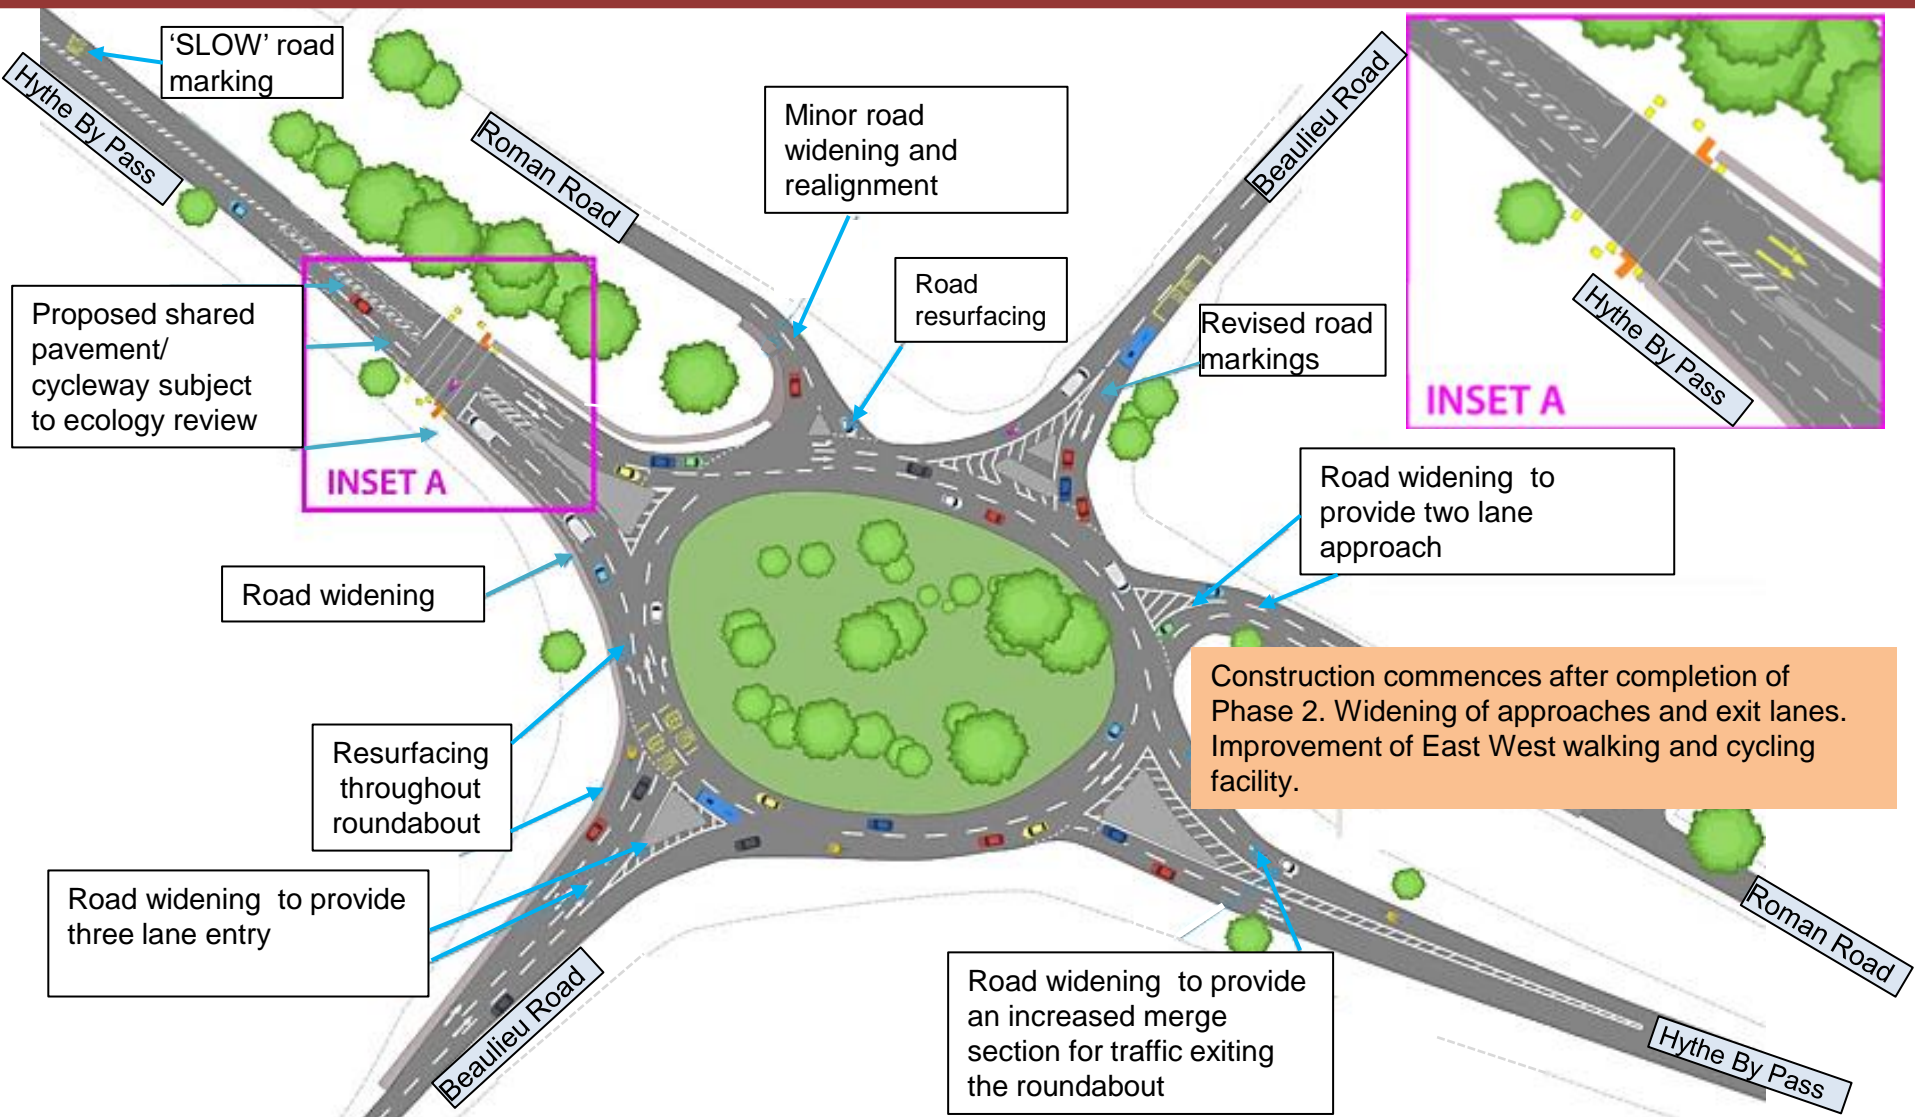 'SLOW' road
marking
Hythe By Pass
Roman Road
Minor road
widening and
realignment
Beaulieu Road
Hythe By Pass
INSET A
Road
resurfacing
Revised road
markings
Proposed shared
pavement/
cycleway subject
to ecology review
INSET A
Road widening to
provide two lane
approach
Road widening
Construction commences after completion of
Phase 2. Widening of approaches and exit lanes.
Improvement of East West walking and cycling
facility.
Resurfacing
throughout
roundabout
Road widening to provide
three lane entry
Beaulieu Road
Road widening to provide
an increased merge
section for traffic exiting
the roundabout
Roman Road
Hythe By Pass